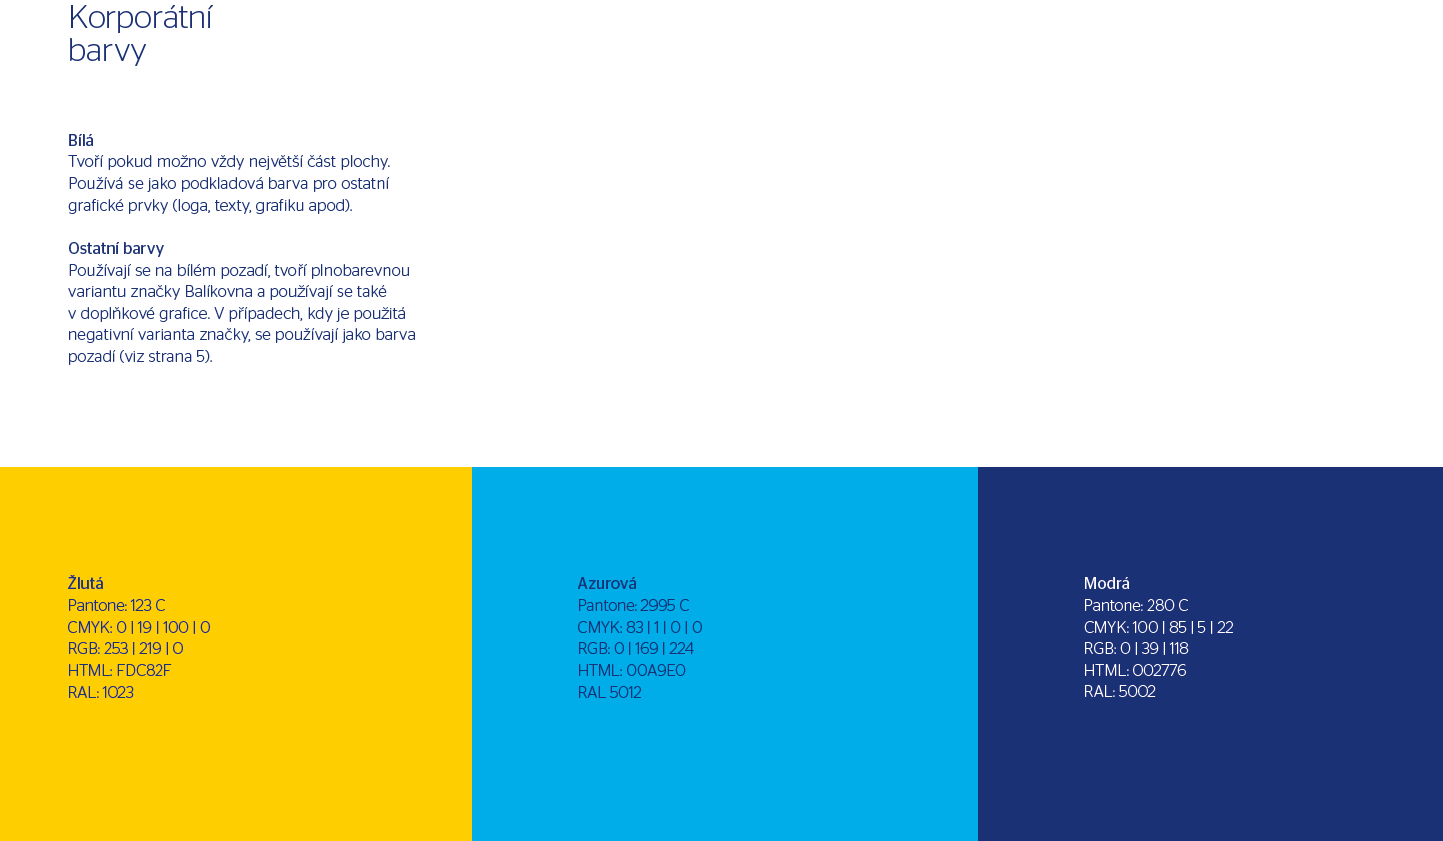 Korporátní
barvy
Bílá
Tvoří pokud možno vždy největší část plochy.
Používá se jako podkladová barva pro ostatní
grafické prvky (loga, texty, grafiku apod).
Ostatní barvy
Používají se na bílém pozadí, tvoří plnobarevnou
variantu značky Balíkovna a používají se také
v doplňkové grafice. V případech, kdy je použitá
negativní varianta značky, se používají jako barva
pozadí (viz strana 5).
Žlutá
Pantone: 123 C
CMYK: 0 | 19 | 100 | 0
RGB: 253 | 219 | 0
HTML: FDC82F
RAL: 1023
Azurová
Pantone: 2995 C
CMYK: 83 | 1 | 0 | 0
RGB: 0 | 169 | 224
HTML: 00A9E0
RAL 5012
Modrá
Pantone: 280 C
CMYK: 100 | 85 | 5 | 22
RGB: 0 | 39 | 118
HTML: 002776
RAL: 5002